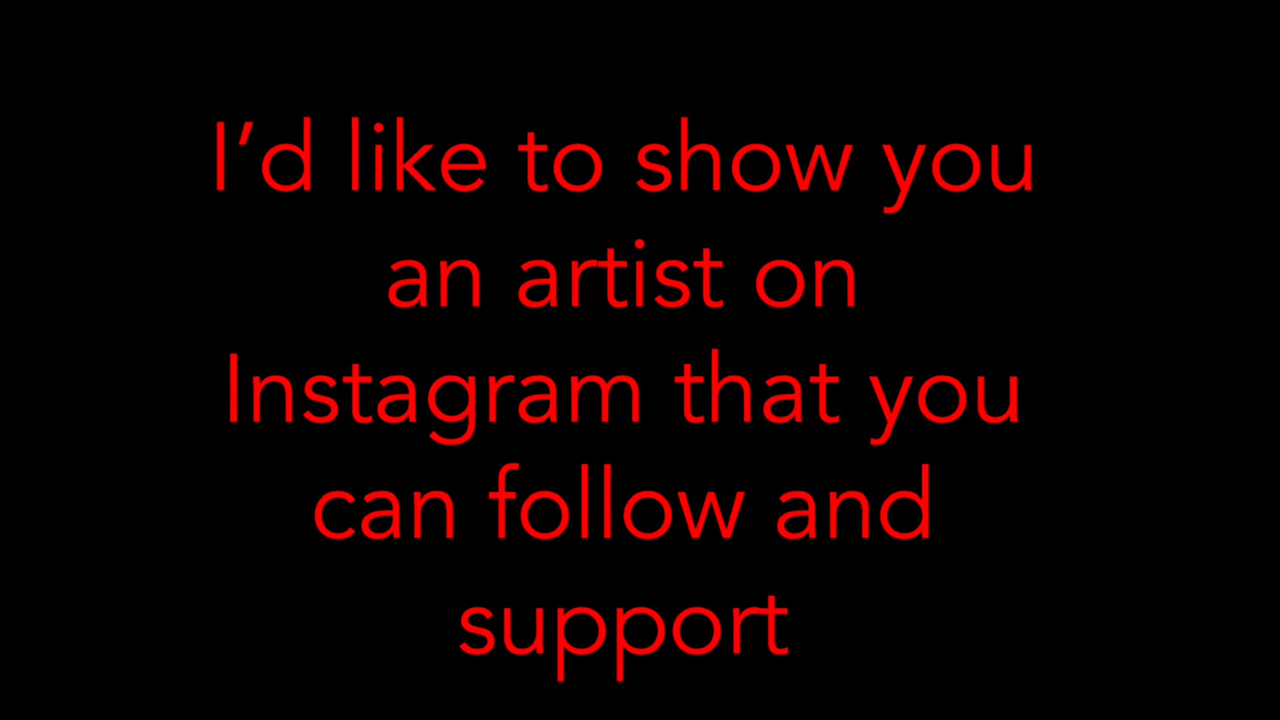 I’d like to show you
an artist on
Instagram that you
can follow and
support